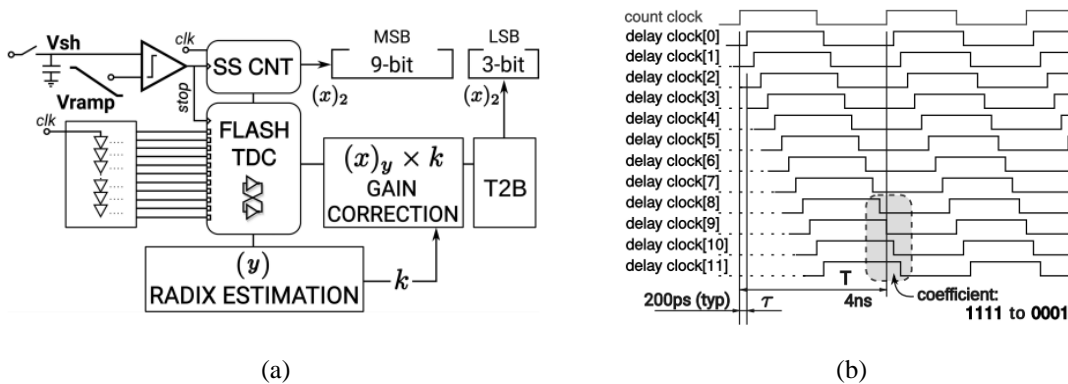 Vsh
clk
Vramp
stop
SS CNT
MSB
9-bit
LSB
3-bit
(x)₂
(x)₂
clk
FLASH
TDC
(x)y × k
GAIN
CORRECTION
T2B
(y)
RADIX ESTIMATION
k
(a)
count clock
delay clock[0]
delay clock[1]
delay clock[2]
delay clock[3]
delay clock[4]
delay clock[5]
delay clock[6]
delay clock[7]
delay clock[8]
delay clock[9]
delay clock[10]
delay clock[11]
T
200ps (typ)
τ
4ns
coefficient:
1111 to 0001
(b)